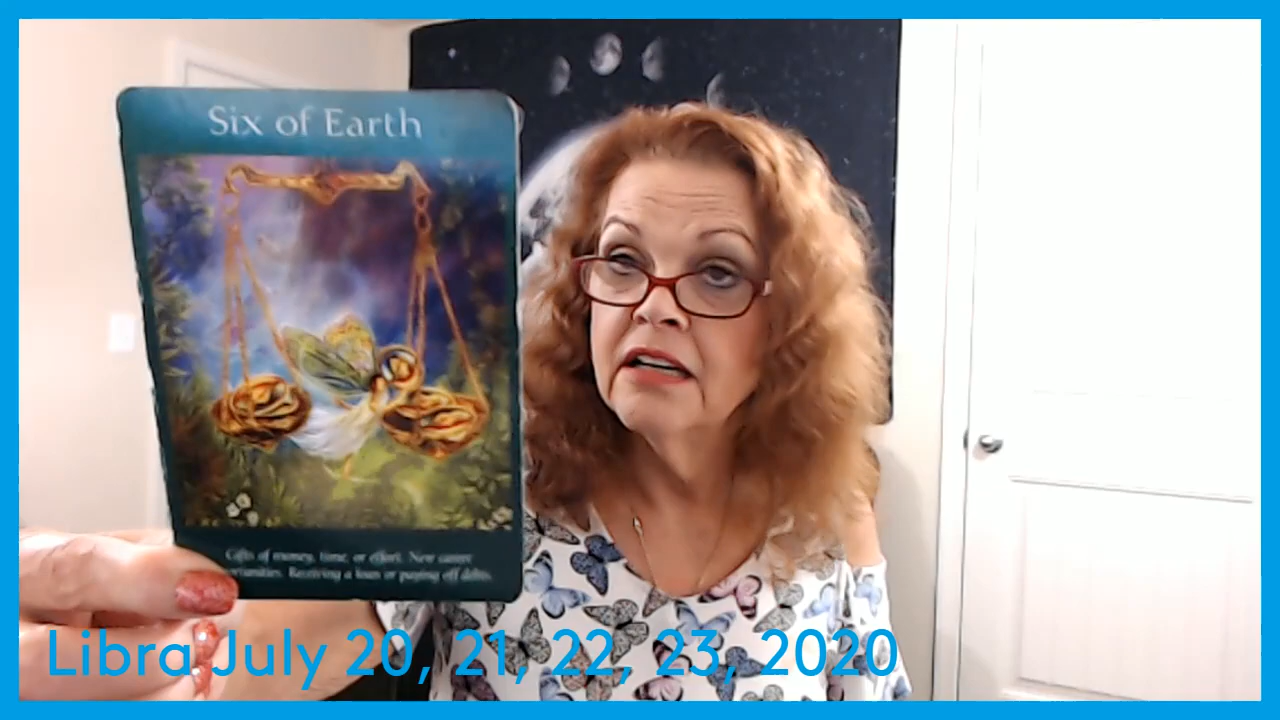 Six of Earth
Gifts of money, time, or effort. New career
Receiving a loan or paying off debts.
Libra July 20, 21, 22, 23, 2020